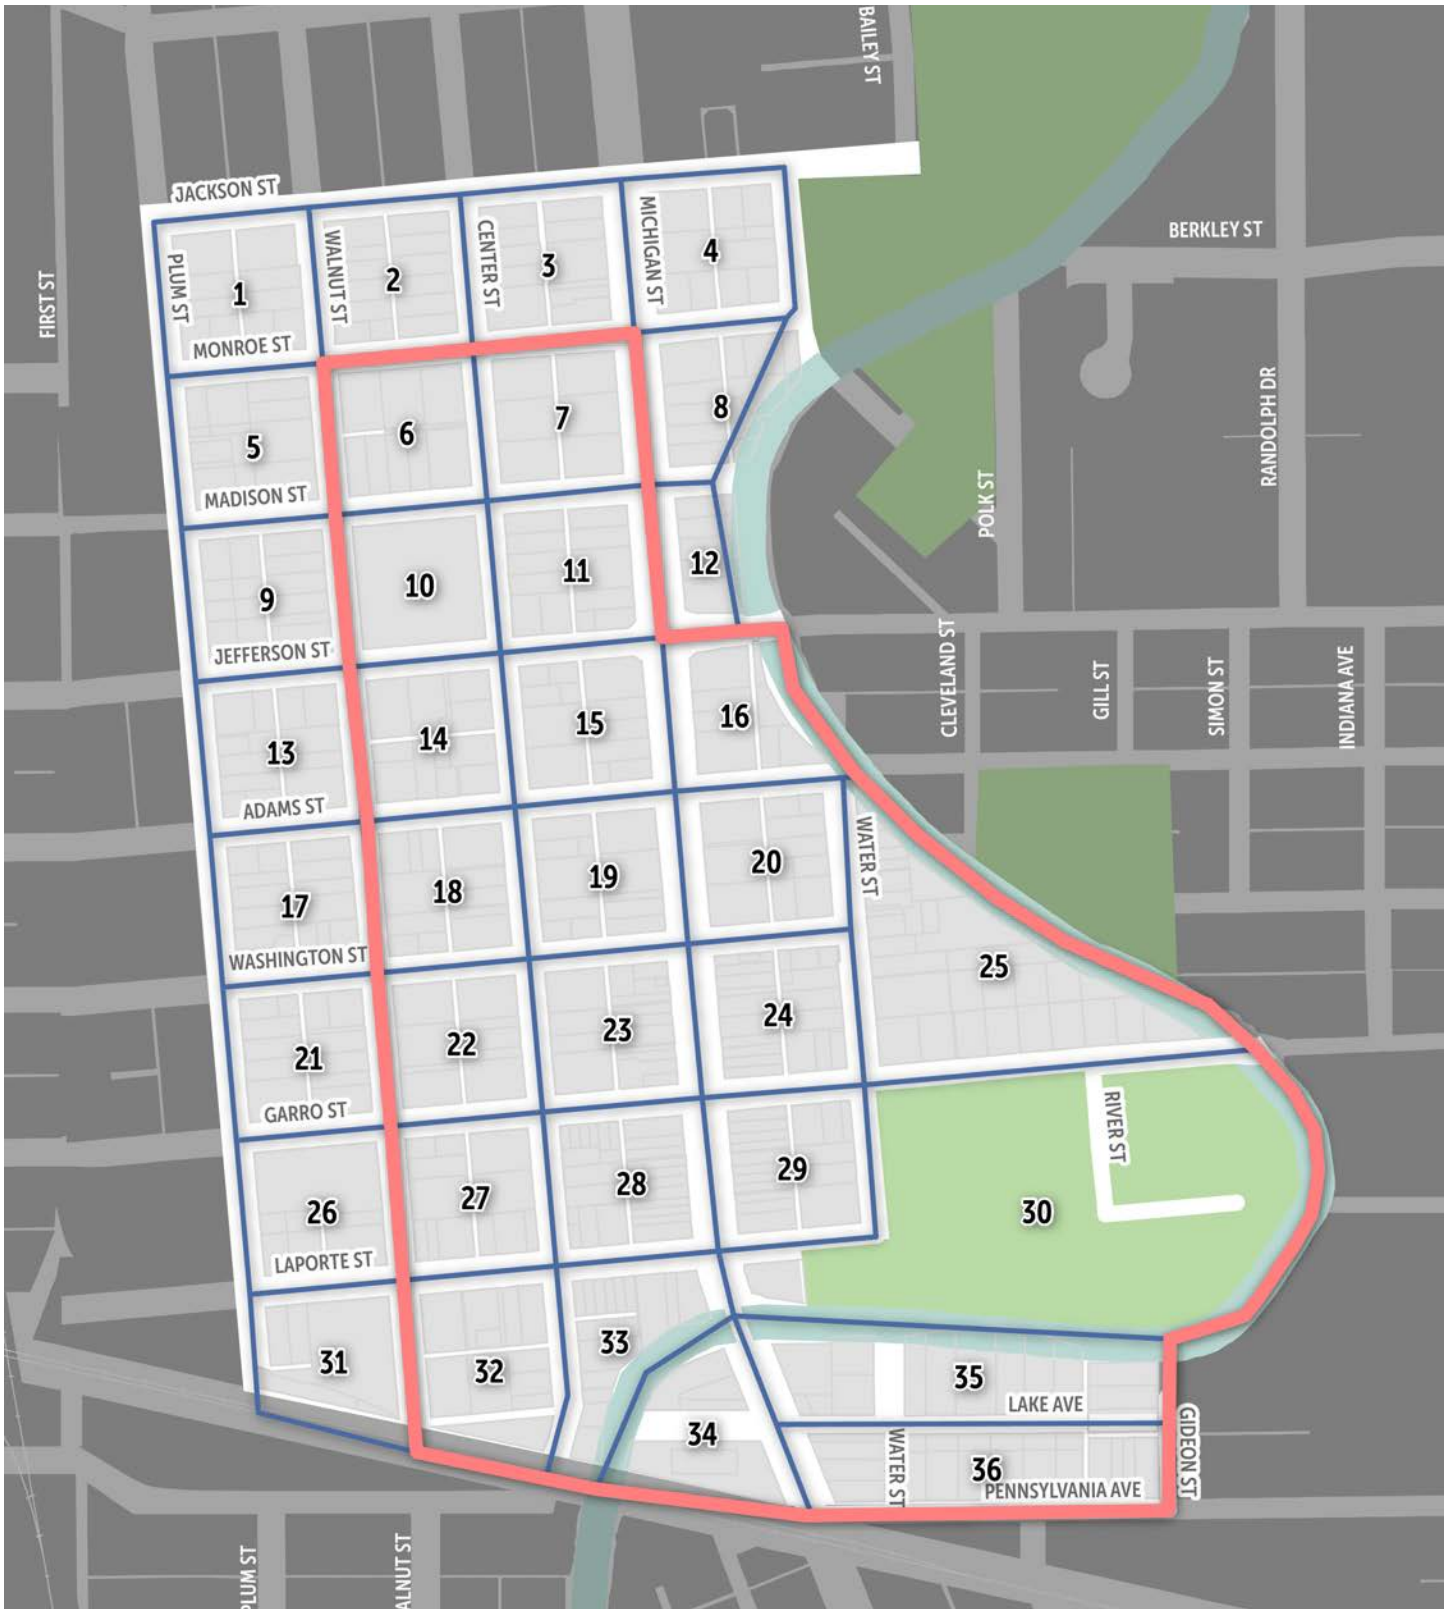 BAILEY ST
JACKSON ST
BERKLEY ST
PLUM ST
WALNUT ST
CENTER ST
MICHIGAN ST
FIRST ST
1
2
3
4
MONROE ST
RANDOLPH DR
5
6
7
8
MADISON ST
POLK ST
9
10
11
12
JEFFERSON ST
CLEVELAND ST
GILL ST
SIMON ST
INDIANA AVE
13
14
15
16
ADAMS ST
WATER ST
17
18
19
20
WASHINGTON ST
25
21
22
23
24
GARRO ST
RIVER ST
26
27
28
29
30
LAPORTE ST
31
32
33
34
35
LAKE AVE
GIDEON ST
WATER ST
36
PENNSYLVANIA AVE
PLUM ST
ALNUT ST